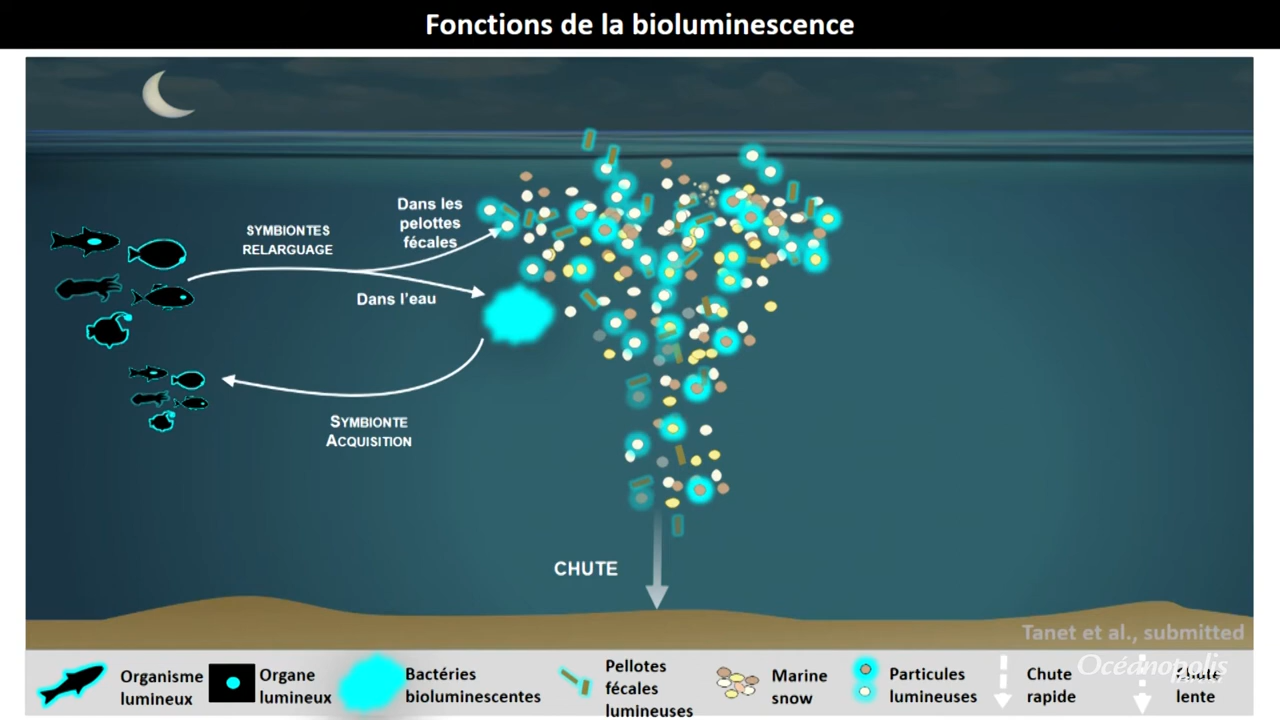 Fonctions de la bioluminescence
SYMBIONTES
RELARGUAGE
Dans les
pelottes
fécales
Dans l'eau
SYMBIONTE
ACQUISITION
CHUTE
Tanet et al., submitted
Organisme
lumineux
Organe
lumineux
Bactéries
bioluminescentes
Pellotes
fécales
lumineuses
Marine
snow
Particules
lumineuses
Chute
rapide
Chute
lente
Océanopolis